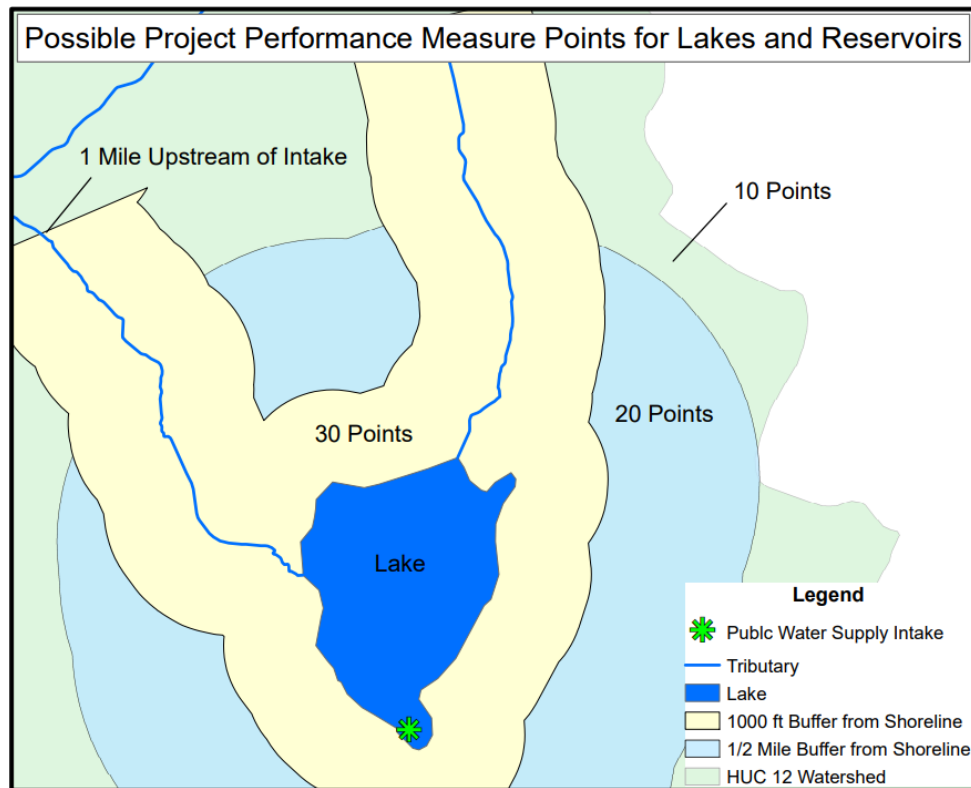 Possible Project Performance Measure Points for Lakes and Reservoirs
1 Mile Upstream of Intake
10 Points
20 Points
30 Points
Lake
Legend
Publc Water Supply Intake
Tributary
Lake
1000 ft Buffer from Shoreline
1/2 Mile Buffer from Shoreline
HUC 12 Watershed